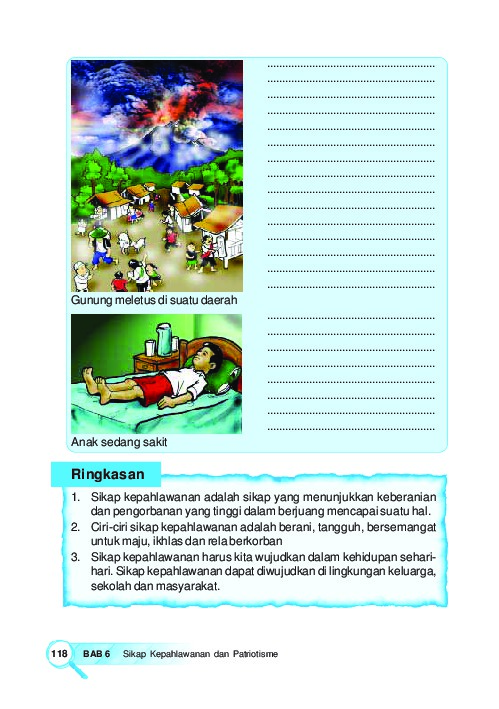 Gunung meletus di suatu daerah
Anak sedang sakit
Ringkasan
1. Sikap kepahlawanan adalah sikap yang menunjukkan keberanian
dan pengorbanan yang tinggi dalam berjuang mencapai suatu hal.
2. Ciri-ciri sikap kepahlawanan adalah berani, tangguh, bersemangat
untuk maju, ikhlas dan rela berkorban
3. Sikap kepahlawanan harus kita wujudkan dalam kehidupan sehari-
hari. Sikap kepahlawanan dapat diwujudkan di lingkungan keluarga,
sekolah dan masyarakat.
118 BAB 6 Sikap Kepahlawanan dan Patriotisme